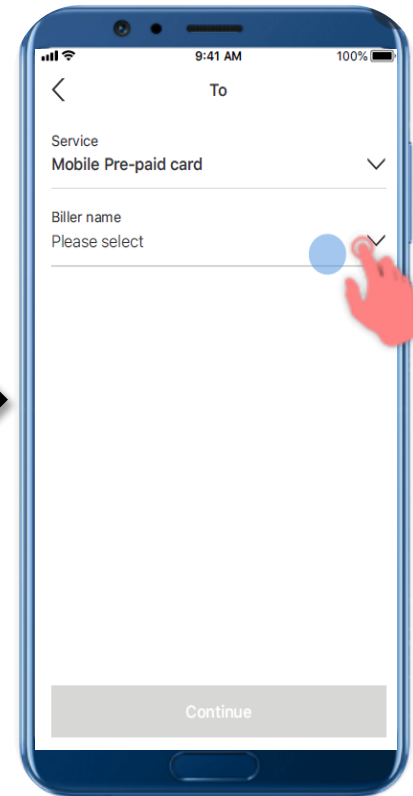 9:41 AM 100%
To
Service
Mobile Pre-paid card
Biller name
Please select
Continue